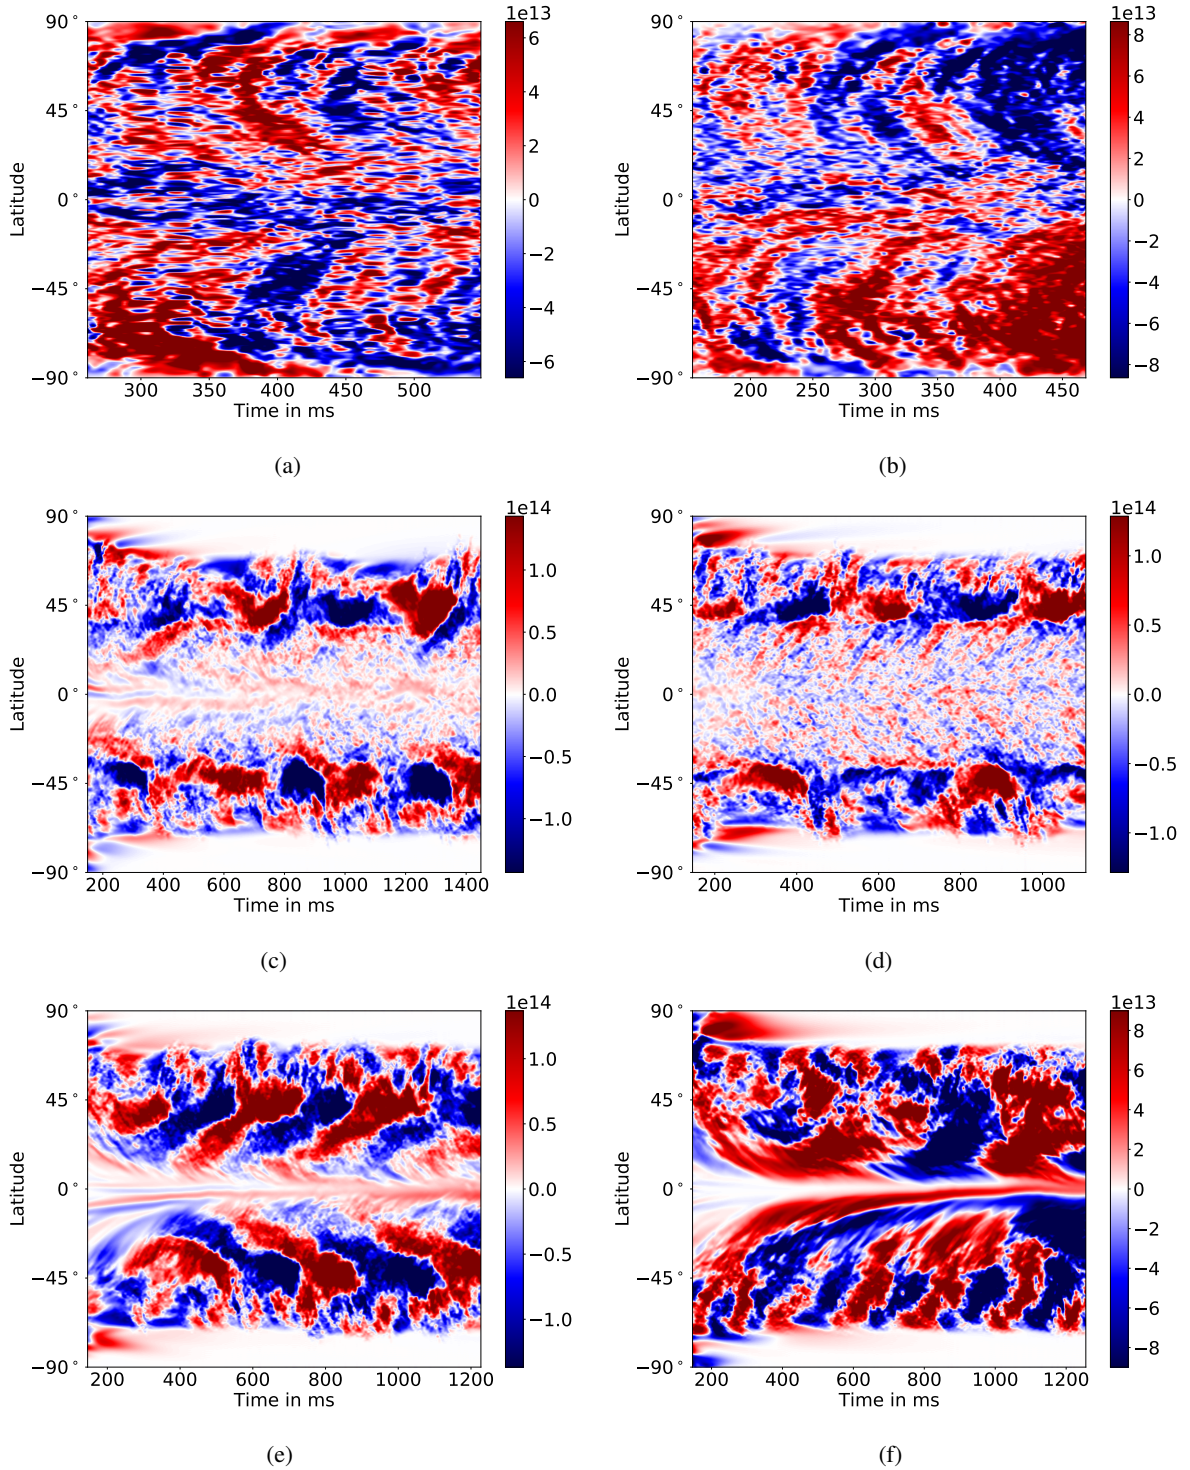 1e13
90°
45°
0°
−45°
−90°
Latitude
300 350 400 450 500
Time in ms
6
4
2
0
−2
−4
−6
(a)
1e13
90°
45°
0°
−45°
−90°
Latitude
200 250 300 350 400 450
Time in ms
8
6
4
2
0
−2
−4
−6
−8
(b)
1e14
90°
45°
0°
−45°
−90°
Latitude
200 400 600 800 1000 1200 1400
Time in ms
1.0
0.5
0.0
−0.5
−1.0
(c)
1e14
90°
45°
0°
−45°
−90°
Latitude
200 400 600 800 1000
Time in ms
1.0
0.5
0.0
−0.5
−1.0
(d)
1e14
90°
45°
0°
−45°
−90°
Latitude
200 400 600 800 1000 1200
Time in ms
1.0
0.5
0.0
−0.5
−1.0
(e)
1e13
90°
45°
0°
−45°
−90°
Latitude
200 400 600 800 1000 1200
Time in ms
8
6
4
2
0
−2
−4
−6
−8
(f)